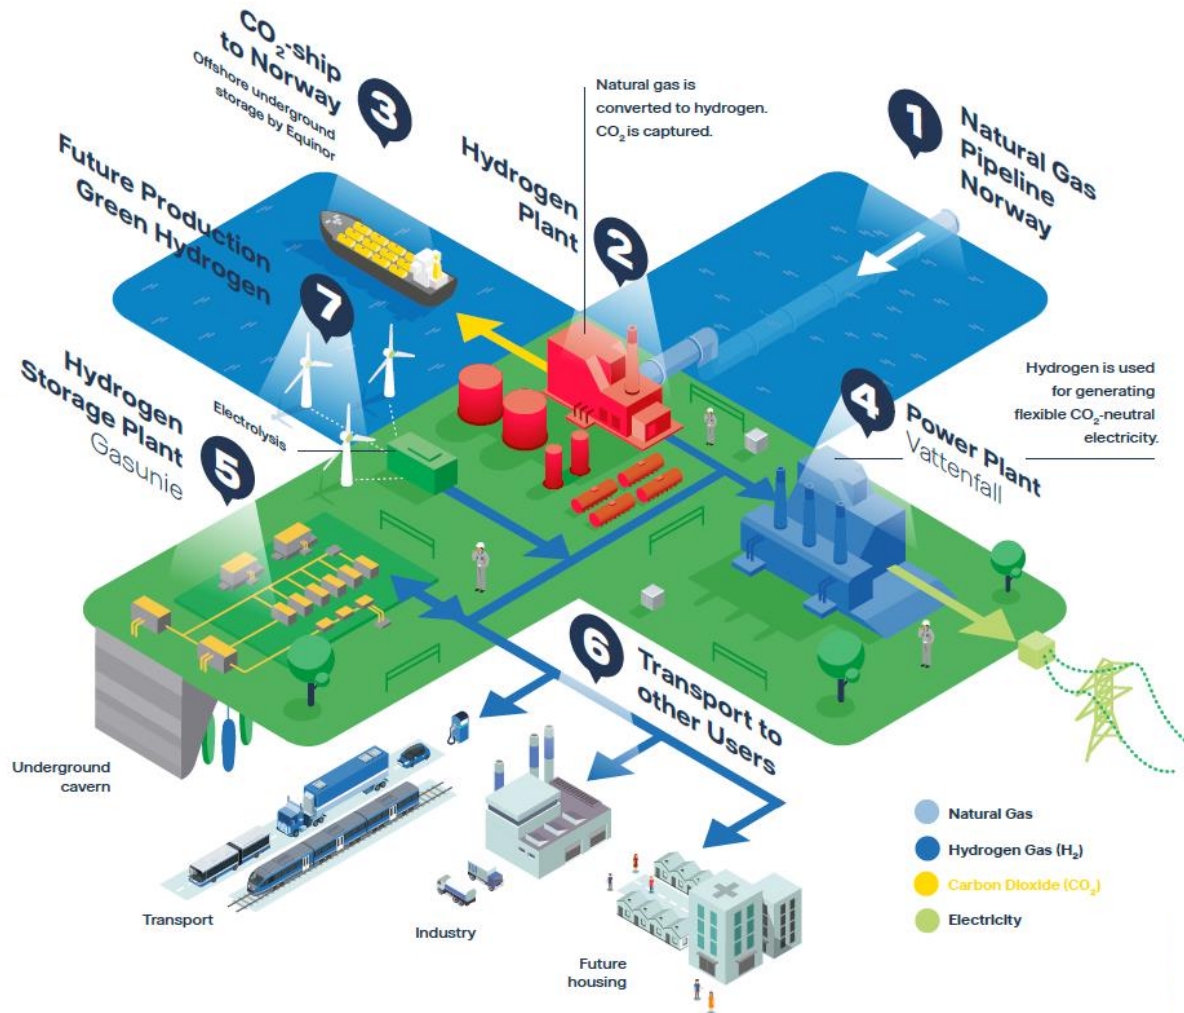 CO₂-ship
to Norway
Offshore underground
storage by Equinor
3
Natural gas is
converted to hydrogen.
CO₂ is captured.
1
Natural Gas
Pipeline
Norway
Hydrogen
Plant
2
Future Production
Green Hydrogen
7
Hydrogen
Storage Plant
Gasunie
5
Electrolysis
Hydrogen is used
for generating
flexible CO₂-neutral
electricity.
4
Power Plant
Vattenfall
6
Transport to
other Users
Underground
cavern
Transport
Industry
Future
housing
Natural Gas
Hydrogen Gas (H₂)
Carbon Dioxide (CO₂)
Electricity